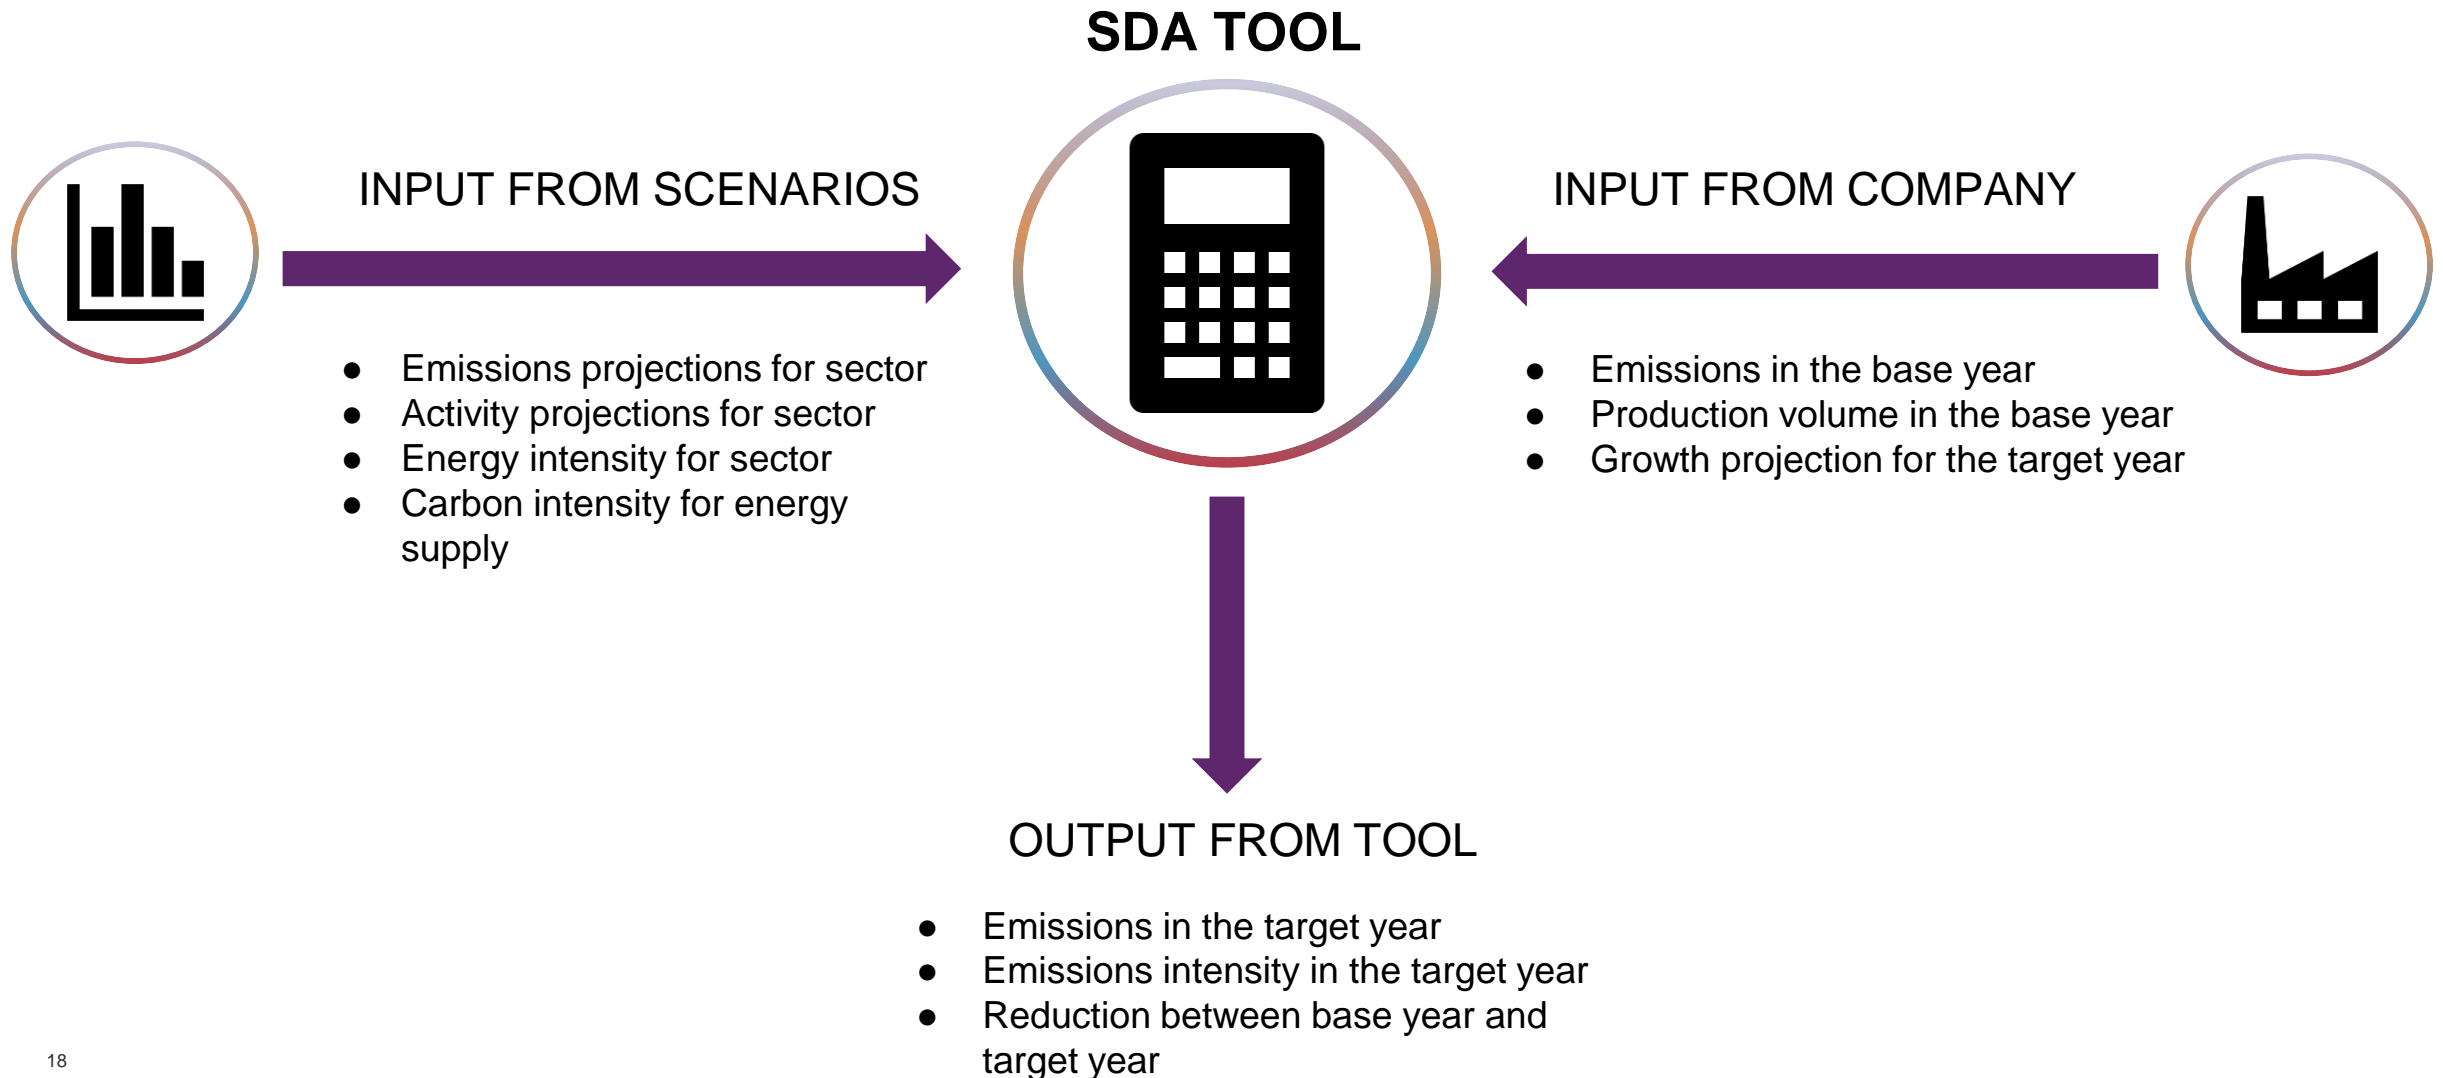 SDA TOOL
INPUT FROM SCENARIOS
● Emissions projections for sector
● Activity projections for sector
● Energy intensity for sector
● Carbon intensity for energy
supply
INPUT FROM COMPANY
● Emissions in the base year
● Production volume in the base year
● Growth projection for the target year
OUTPUT FROM TOOL
● Emissions in the target year
● Emissions intensity in the target year
● Reduction between base year and
target year
18